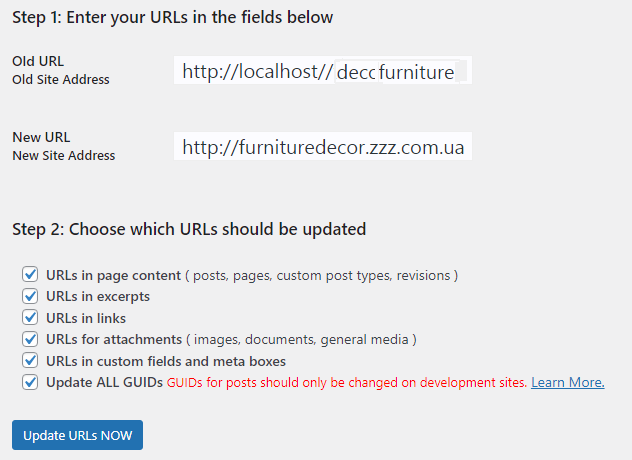 Step 1: Enter your URLs in the fields below
Old URL
http://localhost// deccfurniture
Old Site Address
New URL
http://furnituredecor.zzz.com.ua
New Site Address
Step 2: Choose which URLs should be updated
URLs in page content ( posts, pages, custom post types, revisions )
URLs in excerpts
URLs in links
URLs for attachments ( images, documents, general media )
URLs in custom fields and meta boxes
Update ALL GUIDs GUIDs for posts should only be changed on development sites. Learn More.
Update URLs NOW